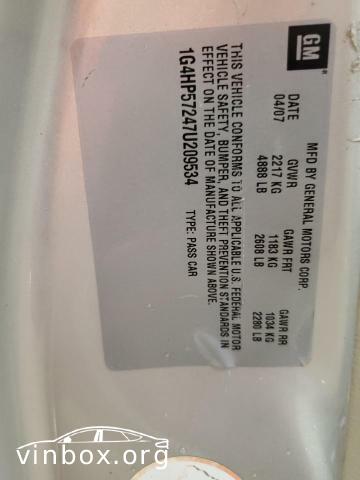 GM
MFD BY GENERAL MOTORS CORP.
DATE GVWR GAWR FRT GAWR RR
04/07 2217 KG 1183 KG 1034 KG
4888 LB 2608 LB 2280 LB
THIS VEHICLE CONFORMS TO ALL APPLICABLE U.S. FEDERAL MOTOR
VEHICLE SAFETY, BUMPER, AND THEFT PREVENTION STANDARDS IN
EFFECT ON THE DATE OF MANUFACTURE SHOWN ABOVE.
1G4HP57247U209534 TYPE: PASS CAR
vinbox.org